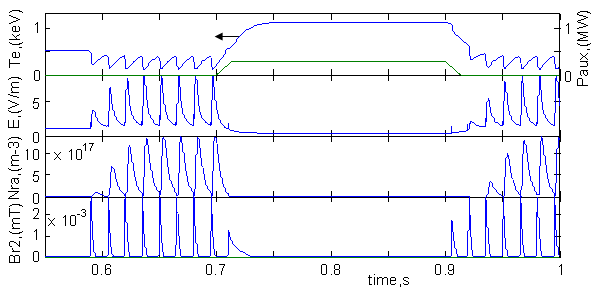 Te,(keV)
1
0
1
0
Paux,(MW)
E,(V/m)
5
0
Nra,(m-3)
10
5
0
x 10 17
Br2,(mT)
2
1
0
x 10 -3
0.6
0.7
0.8
0.9
1
time,s